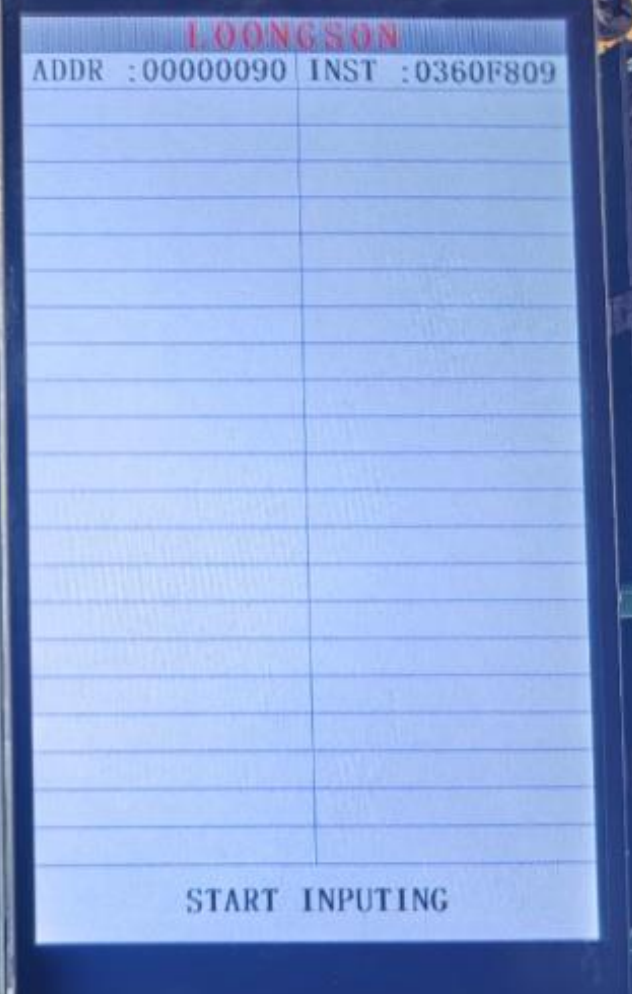 LOONGSON
ADDR :00000090 INST :0360F809
START INPUTING